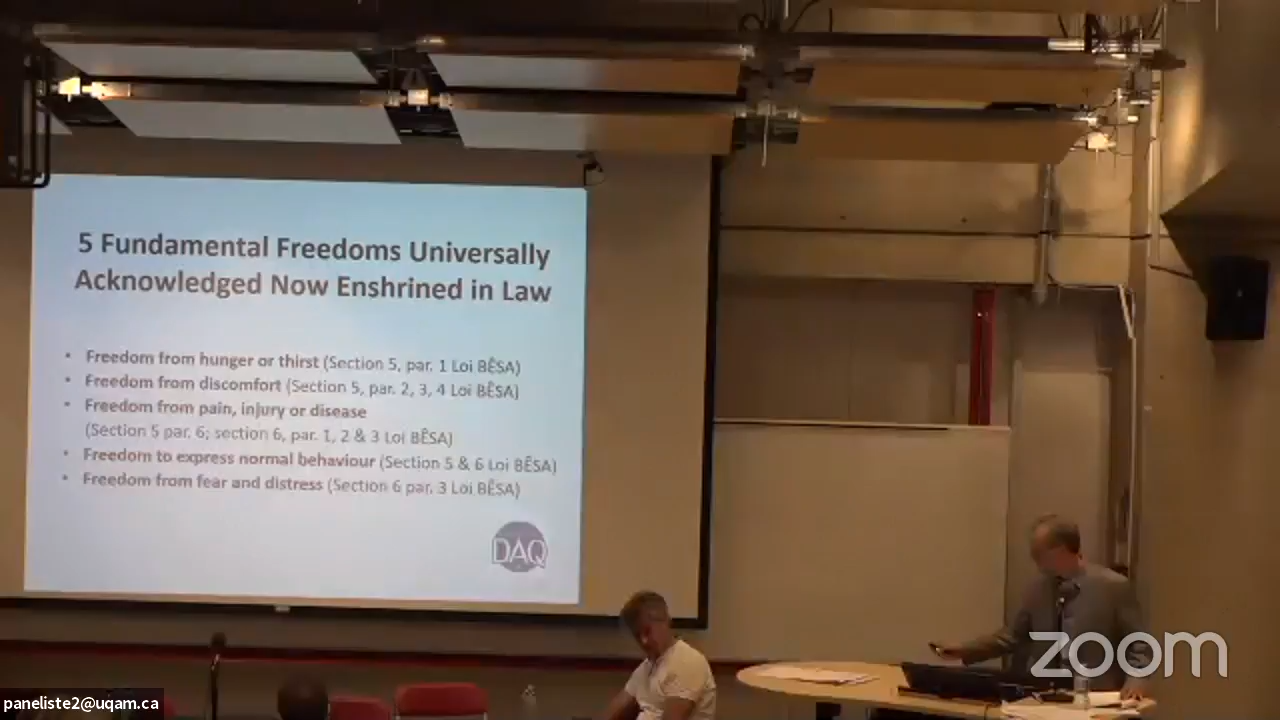 5 Fundamental Freedoms Universally
Acknowledged Now Enshrined in Law
• Freedom from hunger or thirst (Section 5, par. 1 Loi BÊSA)
• Freedom from discomfort (Section 5, par. 2, 3, 4 Loi BÊSA)
• Freedom from pain, injury or disease
(Section 5 par. 6; section 6, par. 1, 2 & 3 Loi BÊSA)
• Freedom to express normal behaviour (Section 5 & 6 Loi BÊSA)
• Freedom from fear and distress (Section 6 par. 3 Loi BÊSA)
DAQ
zoom
paneliste2@uqam.ca